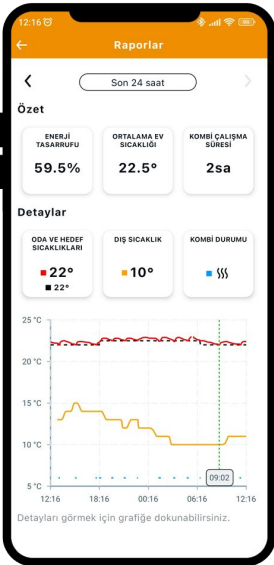 12:16
Raporlar
Son 24 saat
Özet
ENERJİ
TASARRUFU
59.5%
ORTALAMA EV
SICAKLIĞI
22.5°
KOMBİ ÇALIŞMA
SÜRESİ
2sa
Detaylar
ODA VE HEDEF
SICAKLIKLARI
22°
22°
DIŞ SICAKLIK
10°
KOMBİ DURUMU
25 °C
20 °C
15 °C
10 °C
5 °C
09:02
12:16 18:16 00:16 06:16 12:16
Detayları görmek için grafiğe dokunabilirsiniz.